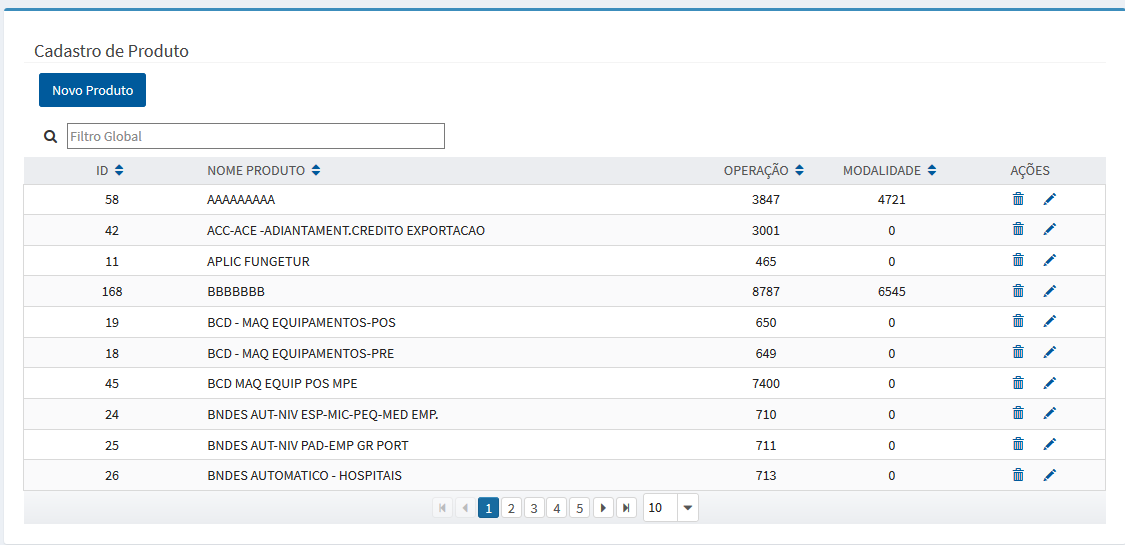 Cadastro de Produto
Novo Produto
Filtro Global
ID NOME PRODUTO OPERAÇÃO MODALIDADE AÇÕES
58 AAAAAAAAA 3847 4721
42 ACC-ACE -ADIANTAMENT.CREDITO EXPORTACAO 3001 0
11 APLIC FUNGETUR 465 0
168 BBBBBBB 8787 6545
19 BCD - MAQ EQUIPAMENTOS-POS 650 0
18 BCD - MAQ EQUIPAMENTOS-PRE 649 0
45 BCD MAQ EQUIP POS MPE 7400 0
24 BNDES AUT-NIV ESP-MIC-PEQ-MED EMP. 710 0
25 BNDES AUT-NIV PAD-EMP GR PORT 711 0
26 BNDES AUTOMATICO - HOSPITAIS 713 0
1 2 3 4 5 10